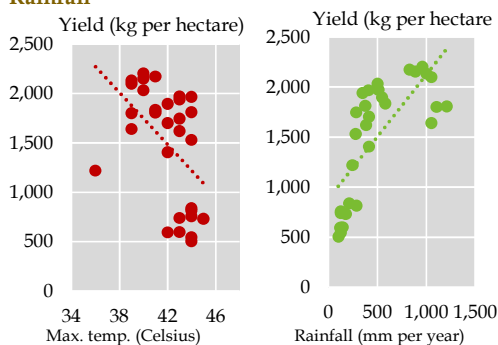 Rainfall
Yield (kg per hectare)
2,500
2,000
1,500
1,000
500
0
34 38 42 46
Max. temp. (Celsius)
Yield (kg per hectare
2,500
2,000
1,500
1,000
500
0
0 500 1,000 1,500
Rainfall (mm per year)